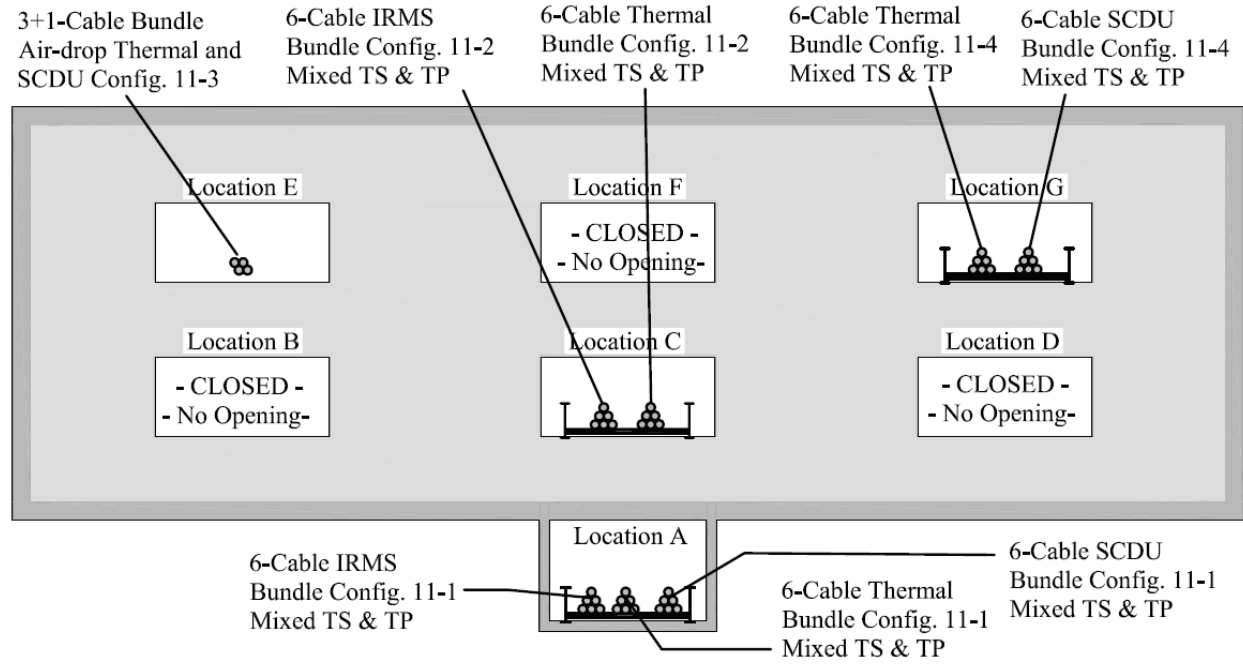 3+1-Cable Bundle
Air-drop Thermal and
SCDU Config. 11-3
6-Cable IRMS
Bundle Config. 11-2
Mixed TS & TP
6-Cable Thermal
Bundle Config. 11-2
Mixed TS & TP
6-Cable Thermal
Bundle Config. 11-4
Mixed TS & TP
6-Cable SCDU
Bundle Config. 11-4
Mixed TS & TP
Location E
Location F
- CLOSED -
- No Opening-
Location G
Location B
- CLOSED -
- No Opening-
Location C
Location D
- CLOSED -
- No Opening-
Location A
6-Cable IRMS
Bundle Config. 11-1
Mixed TS & TP
6-Cable Thermal
Bundle Config. 11-1
Mixed TS & TP
6-Cable SCDU
Bundle Config. 11-1
Mixed TS & TP